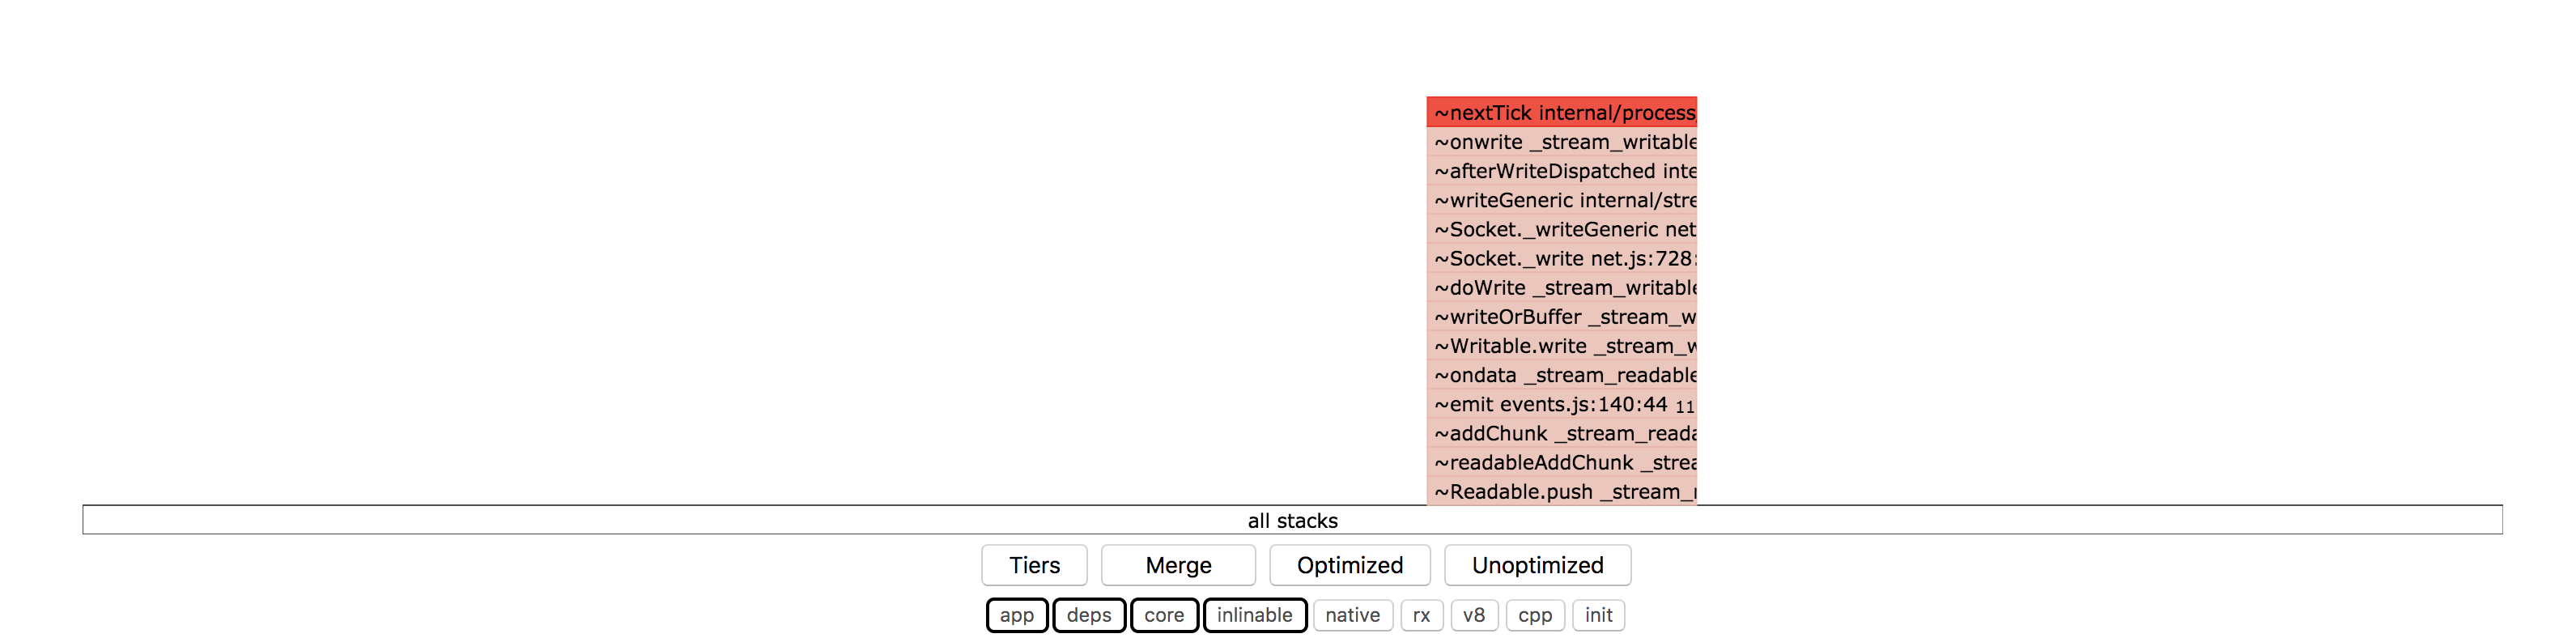 ~nextTick internal/process
~onwrite _stream_writable
~afterWriteDispatched inte
~writeGeneric internal/stre
~Socket._writeGeneric net
~Socket._write net.js:728:
~doWrite _stream_writable
~writeOrBuffer _stream_w
~Writable.write _stream_w
~ondata _stream_readable
~emit events.js:140:44 11
~addChunk _stream_reada
~readableAddChunk _strea
~Readable.push _stream_r
all stacks
Tiers Merge Optimized Unoptimized
app deps core inlinable native rx v8 cpp init